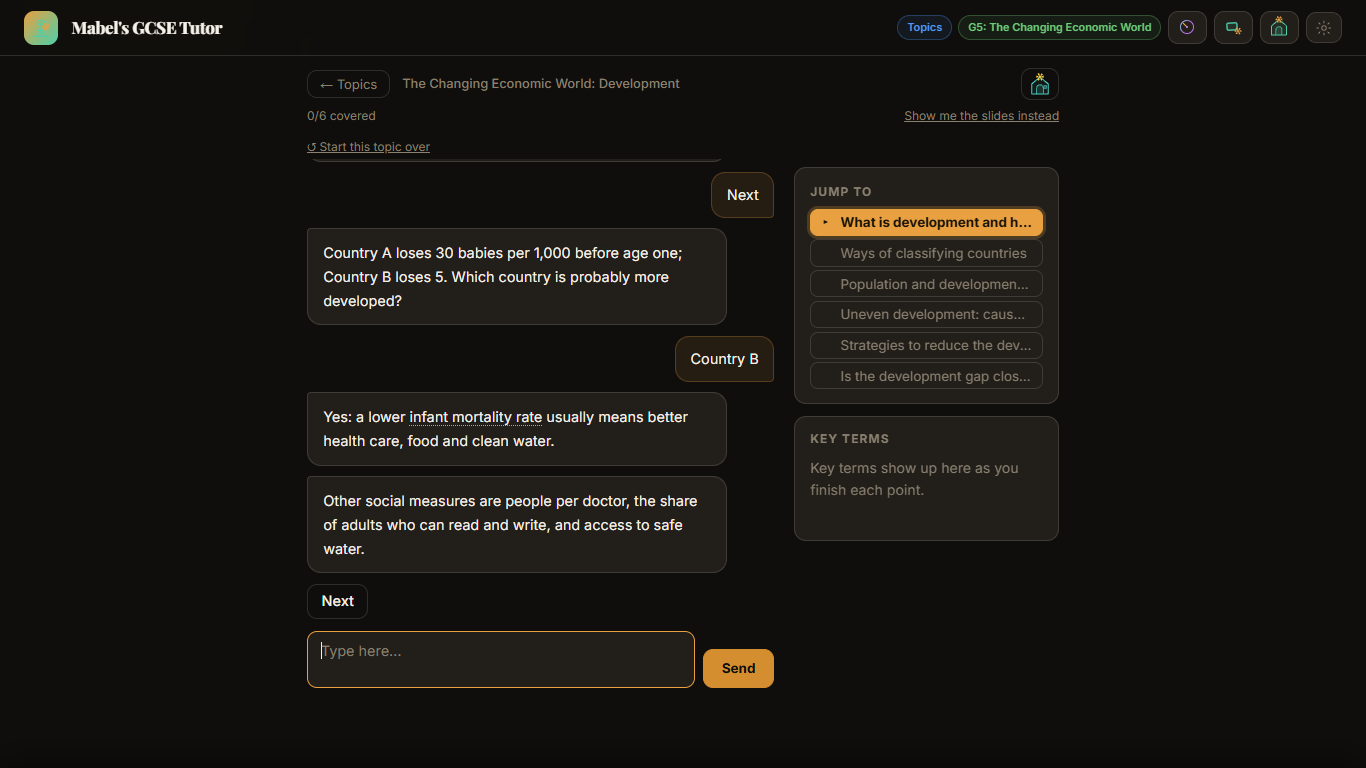 Mabel's GCSE Tutor
Topics
G5: The Changing Economic World
← Topics
The Changing Economic World: Development
0/6 covered
Show me the slides instead
↺ Start this topic over
Next
Country A loses 30 babies per 1,000 before age one;
Country B loses 5. Which country is probably more
developed?
Country B
Yes: a lower infant mortality rate usually means better
health care, food and clean water.
Other social measures are people per doctor, the share
of adults who can read and write, and access to safe
water.
Next
Type here...
Send
JUMP TO
What is development and h...
Ways of classifying countries
Population and developmen...
Uneven development: caus...
Strategies to reduce the dev...
Is the development gap clos...
KEY TERMS
Key terms show up here as you
finish each point.